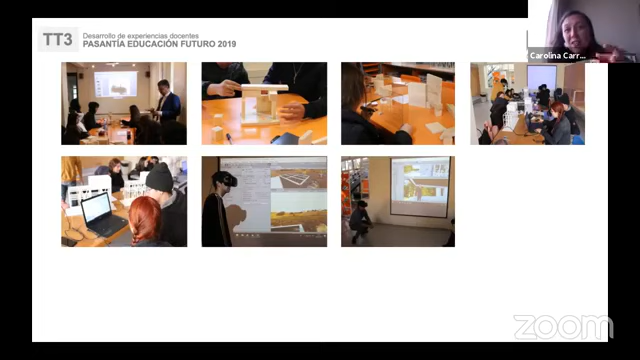 TT3
Desarrollo de experiencias docentes
PASANTÍA EDUCACIÓN FUTURO 2019
Carolina Carr...
zoom